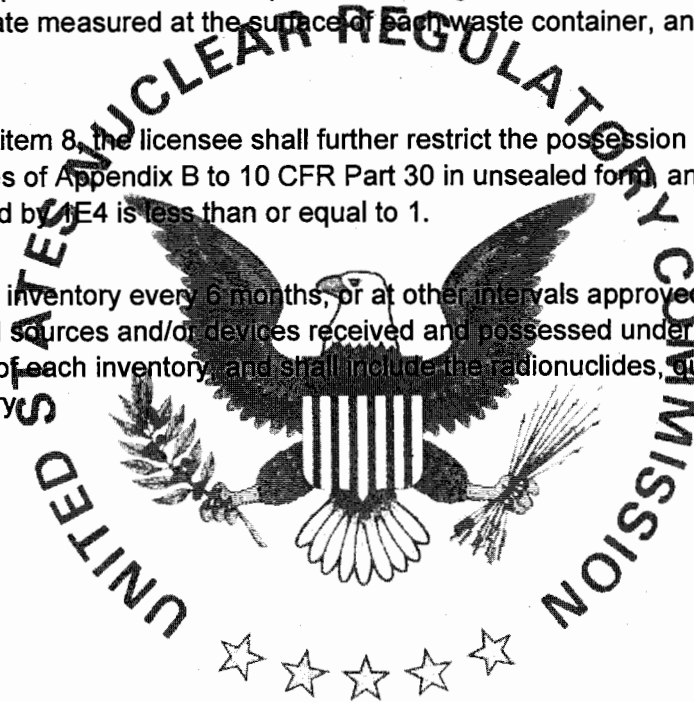 ate measured at the surface of each waste container, an
item 8, the licensee shall further restrict the possession
s of Appendix B to 10 CFR Part 30 in unsealed form, an
d by 1E4 is less than or equal to 1.
inventory every 6 months, or at other intervals approved
sources and/or devices received and possessed under
of each inventory, and shall include the radionuclides, qu
ry
UNITED STATES NUCLEAR REGULATORY COMMISSION